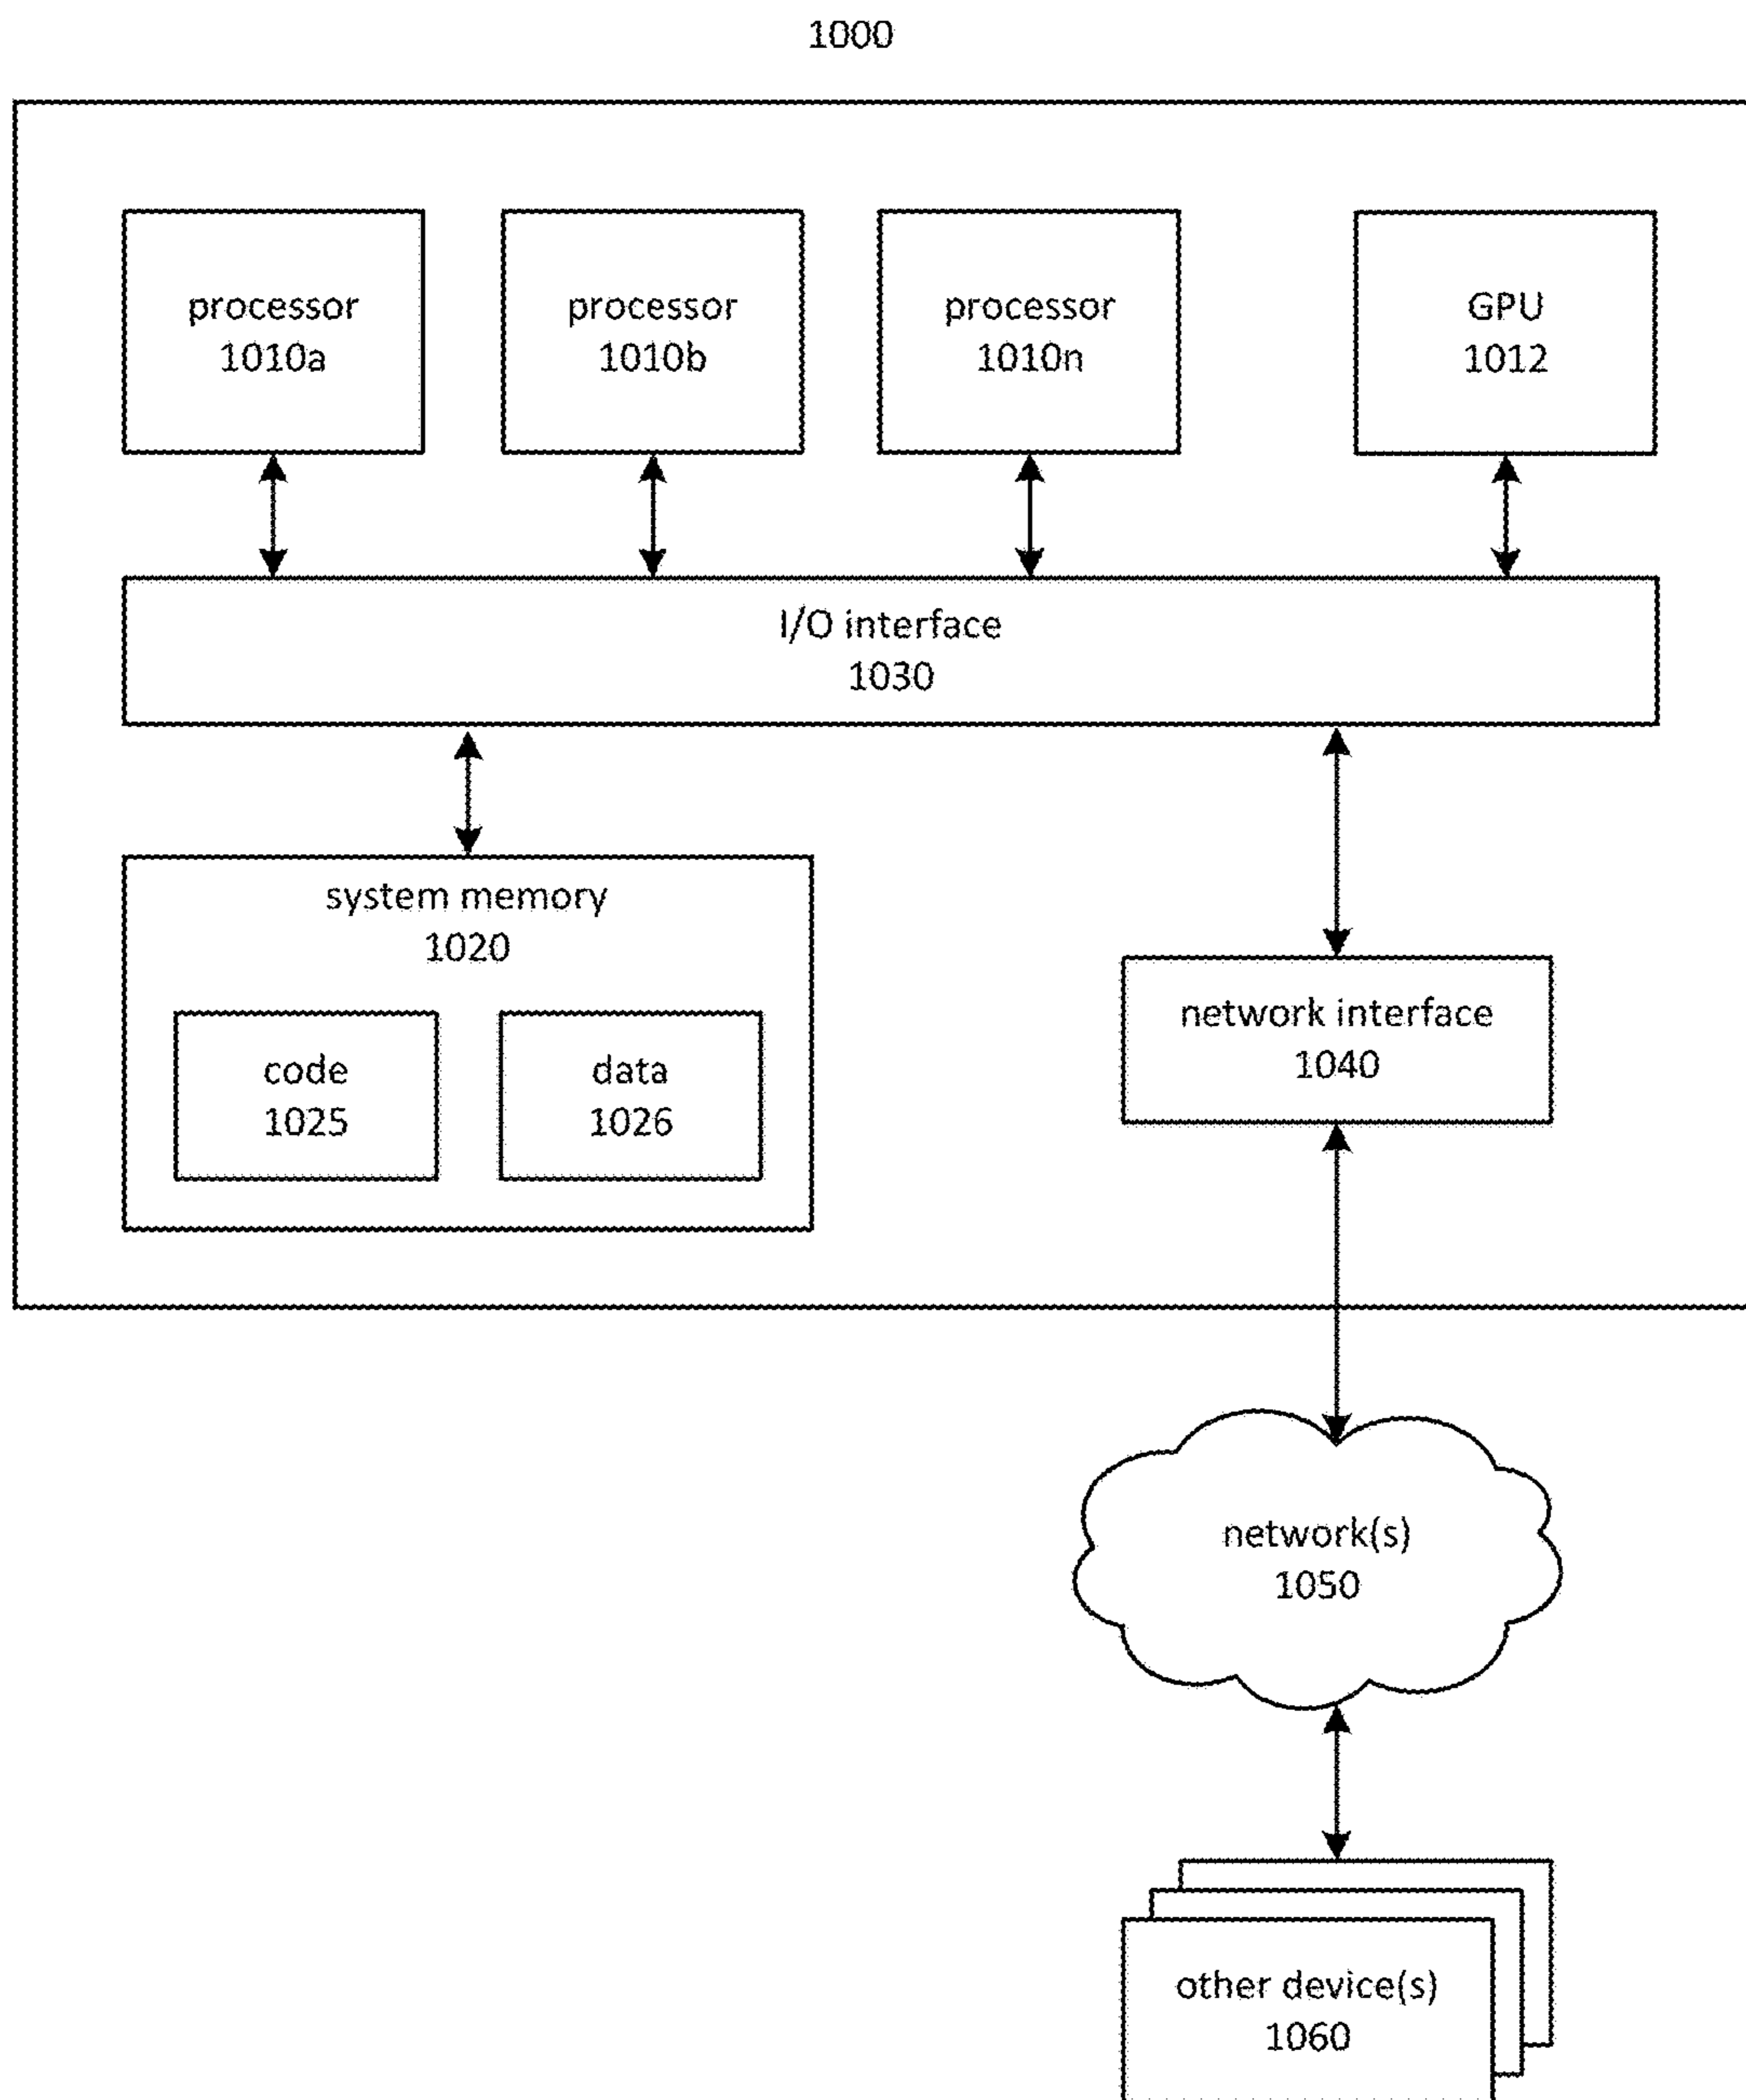 1000
processor
1010a
processor
1010b
processor
1010n
GPU
1012
I/O interface
1030
system memory
1020
code
1025
data
1026
network interface
1040
network(s)
1050
other device(s)
1060